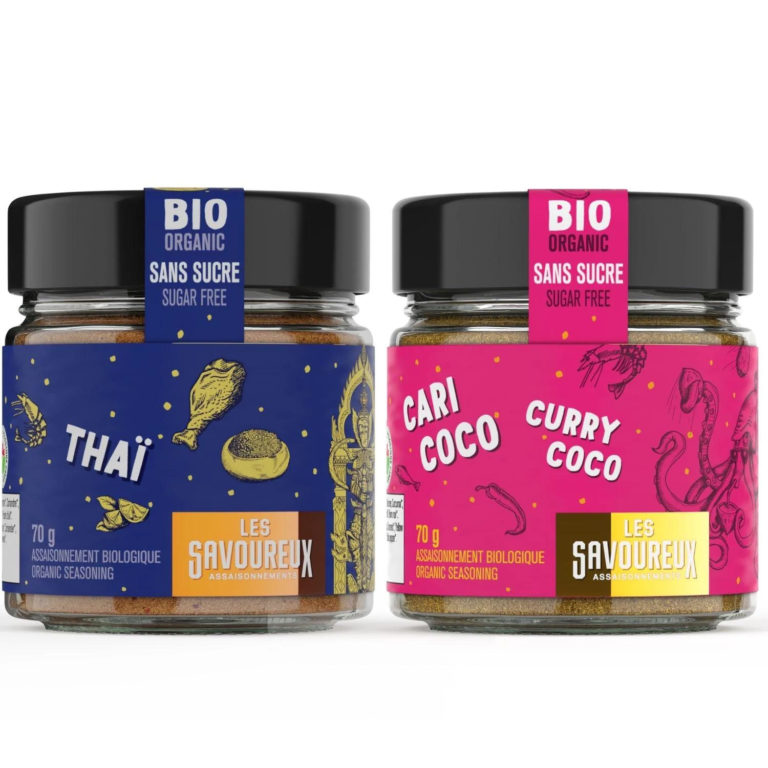 BIO
ORGANIC
SANS SUCRE
SUGAR FREE
THAÏ
70 g
ASSAISONNEMENT BIOLOGIQUE
ORGANIC SEASONING
LES
SAVOUREUX
ASSAISONNEMENTS
BIO
ORGANIC
SANS SUCRE
SUGAR FREE
CARI
COCO
CURRY
COCO
70 g
ASSAISONNEMENT BIOLOGIQUE
ORGANIC SEASONING
LES
SAVOUREUX
ASSAISONNEMENTS